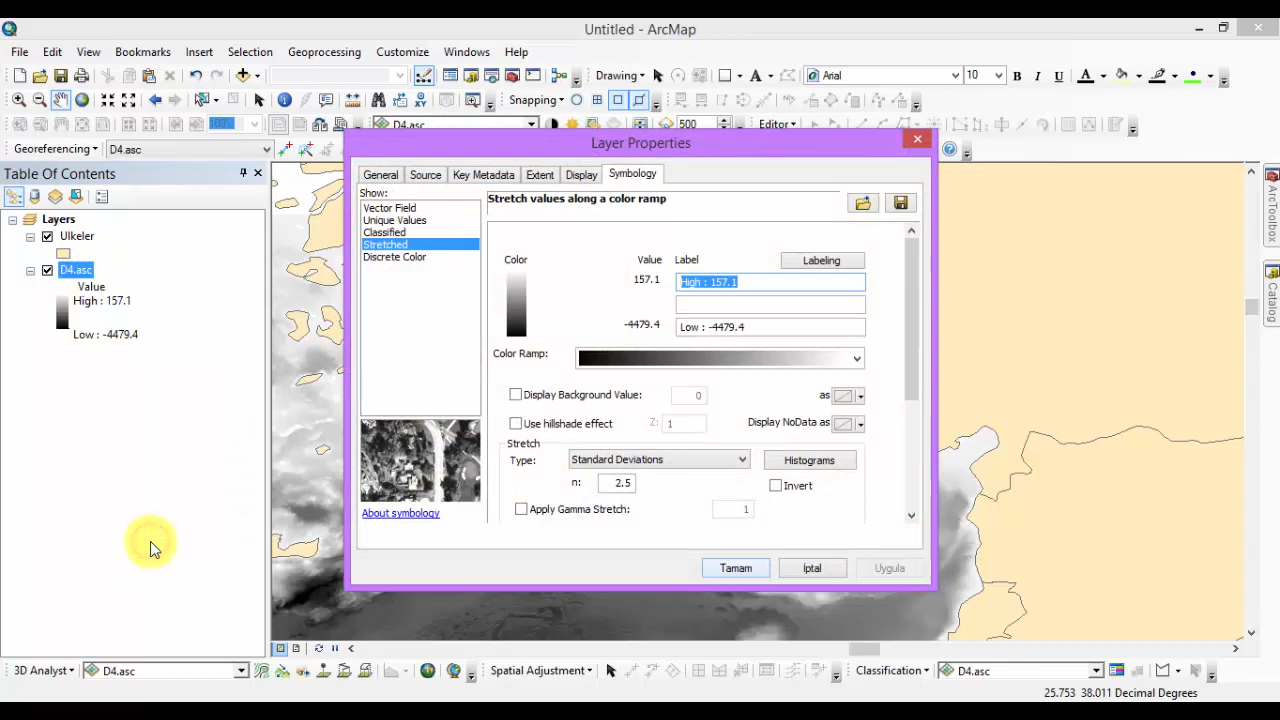 Untitled - ArcMap
File Edit View Bookmarks Insert Selection Geoprocessing Customize Windows Help
Drawing Arial 10 B I U A
Snapping 500
100% D4.asc Editor
Georeferencing D4.asc
Table Of Contents
Layers
Ulkeler
D4.asc
Value
High : 157.1
Low : -4479.4
Layer Properties
General Source Key Metadata Extent Display Symbology
Show:
Vector Field
Unique Values
Classified
Stretched
Discrete Color
About symbology
Stretch values along a color ramp
Color Value Label Labeling
157.1 High : 157.1
-4479.4 Low : -4479.4
Color Ramp:
Display Background Value: 0 as
Use hillshade effect Z: 1 Display NoData as
Stretch
Type: Standard Deviations Histograms
n: 2.5 Invert
Apply Gamma Stretch: 1
Tamam İptal Uygula
ArcToolbox
Catalog
3D Analyst D4.asc Spatial Adjustment Classification D4.asc
25.753 38.011 Decimal Degrees